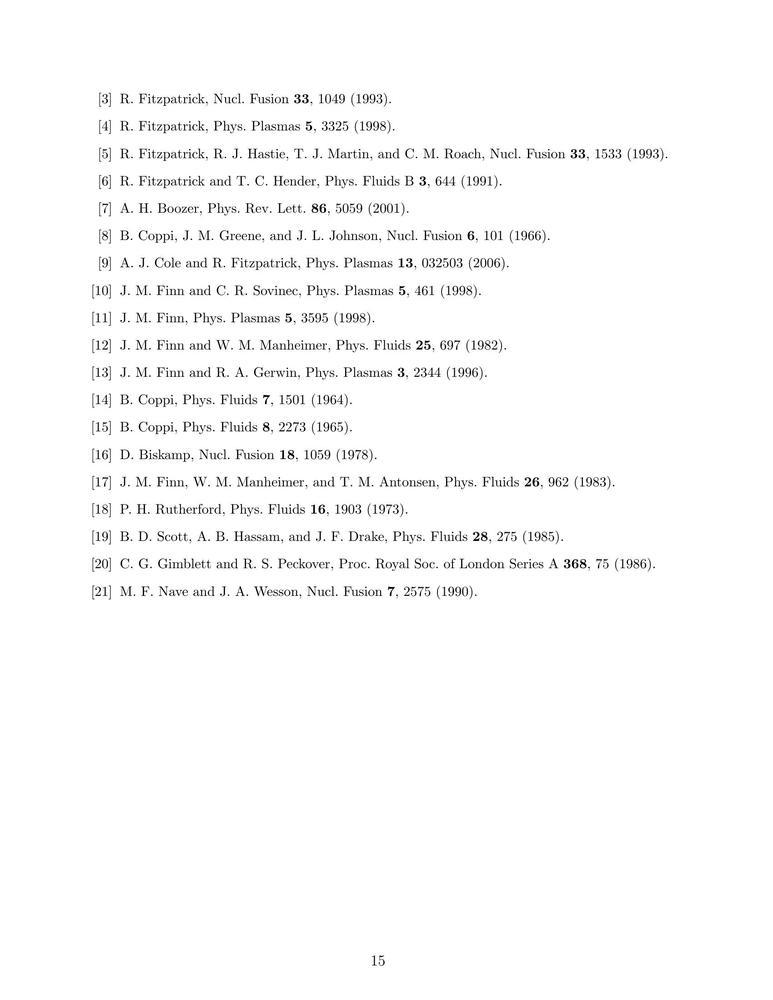 [3] R. Fitzpatrick, Nucl. Fusion 33, 1049 (1993).
[4] R. Fitzpatrick, Phys. Plasmas 5, 3325 (1998).
[5] R. Fitzpatrick, R. J. Hastie, T. J. Martin, and C. M. Roach, Nucl. Fusion 33, 1533 (1993).
[6] R. Fitzpatrick and T. C. Hender, Phys. Fluids B 3, 644 (1991).
[7] A. H. Boozer, Phys. Rev. Lett. 86, 5059 (2001).
[8] B. Coppi, J. M. Greene, and J. L. Johnson, Nucl. Fusion 6, 101 (1966).
[9] A. J. Cole and R. Fitzpatrick, Phys. Plasmas 13, 032503 (2006).
[10] J. M. Finn and C. R. Sovinec, Phys. Plasmas 5, 461 (1998).
[11] J. M. Finn, Phys. Plasmas 5, 3595 (1998).
[12] J. M. Finn and W. M. Manheimer, Phys. Fluids 25, 697 (1982).
[13] J. M. Finn and R. A. Gerwin, Phys. Plasmas 3, 2344 (1996).
[14] B. Coppi, Phys. Fluids 7, 1501 (1964).
[15] B. Coppi, Phys. Fluids 8, 2273 (1965).
[16] D. Biskamp, Nucl. Fusion 18, 1059 (1978).
[17] J. M. Finn, W. M. Manheimer, and T. M. Antonsen, Phys. Fluids 26, 962 (1983).
[18] P. H. Rutherford, Phys. Fluids 16, 1903 (1973).
[19] B. D. Scott, A. B. Hassam, and J. F. Drake, Phys. Fluids 28, 275 (1985).
[20] C. G. Gimblett and R. S. Peckover, Proc. Royal Soc. of London Series A 368, 75 (1986).
[21] M. F. Nave and J. A. Wesson, Nucl. Fusion 7, 2575 (1990).
15